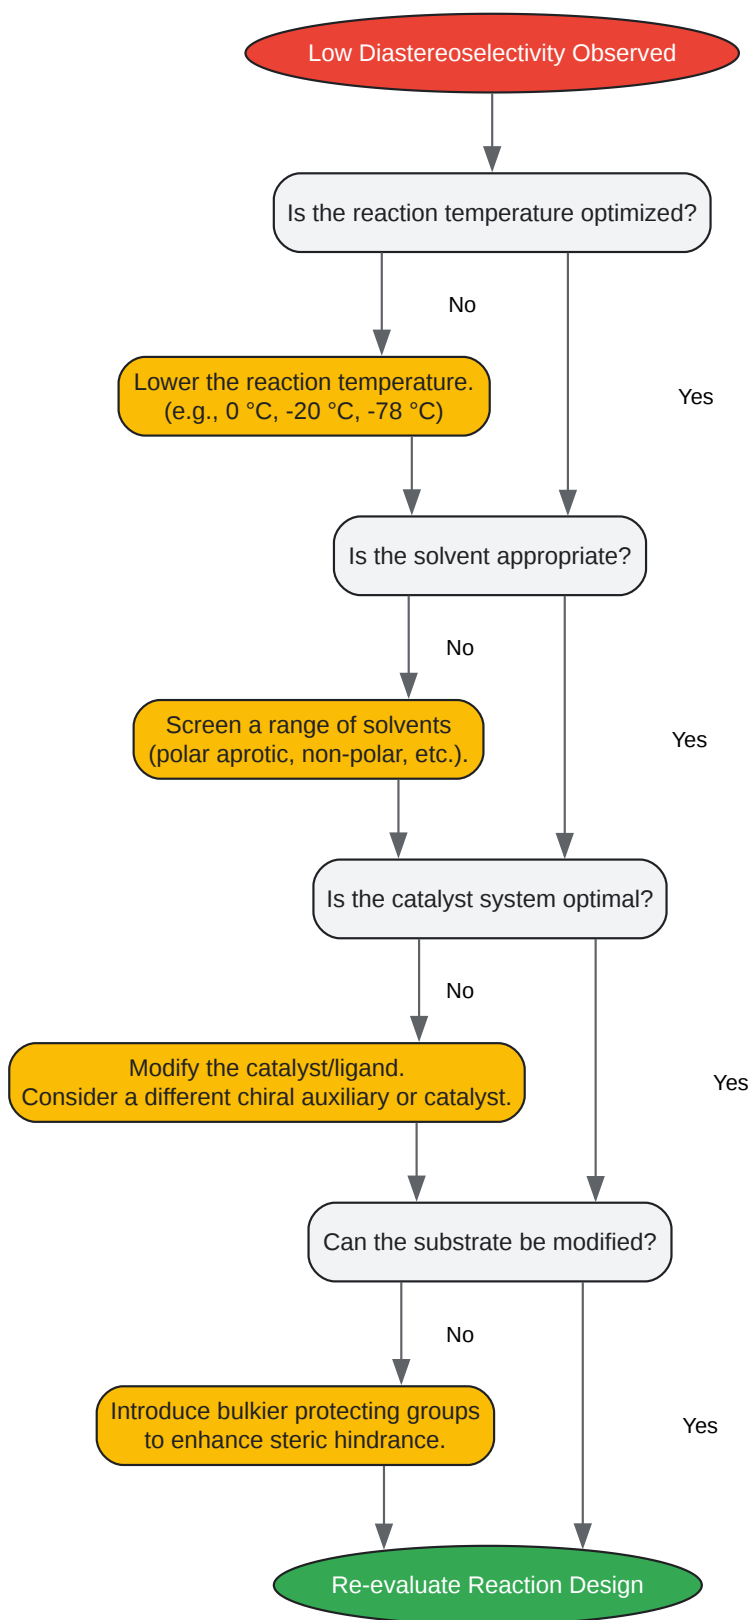 Low Diastereoselectivity Observed
Is the reaction temperature optimized?
No
Lower the reaction temperature.
(e.g., 0 °C, -20 °C, -78 °C)
Yes
Is the solvent appropriate?
No
Screen a range of solvents
(polar aprotic, non-polar, etc.).
Yes
Is the catalyst system optimal?
No
Modify the catalyst/ligand.
Consider a different chiral auxiliary or catalyst.
Yes
Can the substrate be modified?
No
Introduce bulkier protecting groups
to enhance steric hindrance.
Yes
Re-evaluate Reaction Design